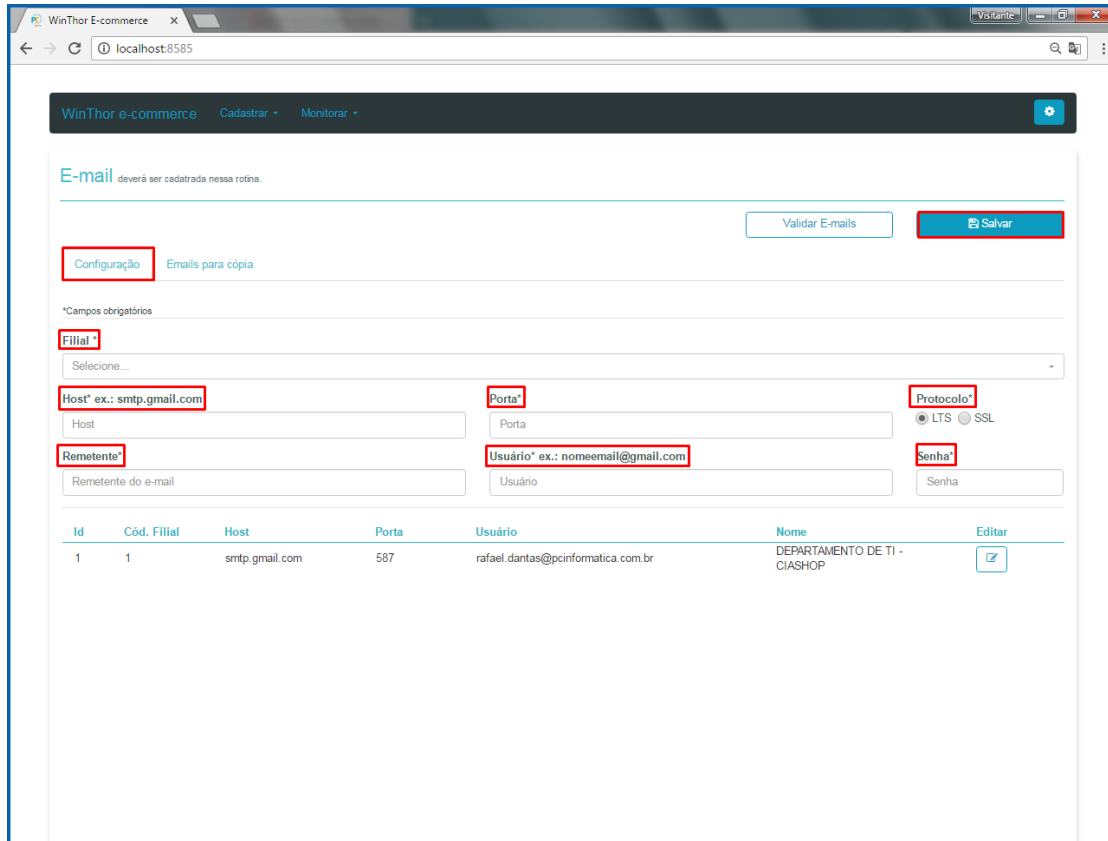 WinThor E-commerce
Visitante
localhost:8585
WinThor e-commerce Cadastrar Monitorar
E-mail deverá ser cadatrada nessa rotina.
Validar E-mails Salvar
Configuração Emails para cópia
*Campos obrigatórios
Filial *
Selecione...
Host* ex.: smtp.gmail.com Porta* Protocolo*
Host Porta LTS SSL
Remetente* Usuário* ex.: nomeemail@gmail.com Senha*
Remetente do e-mail Usuário Senha
Id Cód. Filial Host Porta Usuário Nome Editar
1 1 smtp.gmail.com 587 rafael.dantas@pcinformatica.com.br DEPARTAMENTO DE TI -
CIASHOP